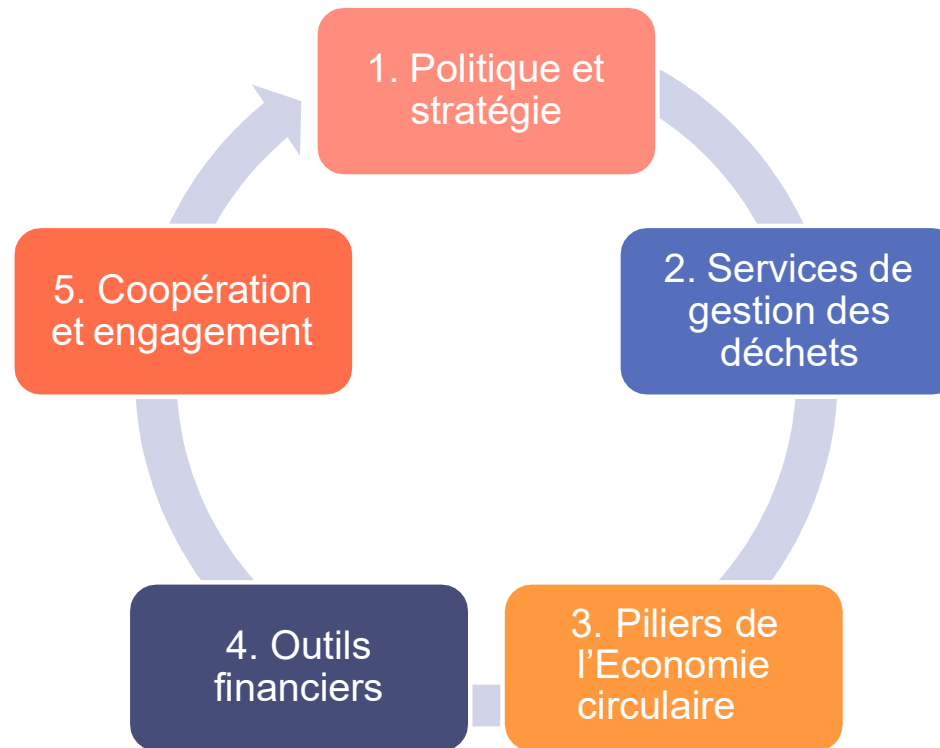 1. Politique et
stratégie
2. Services de
gestion des
déchets
3. Piliers de
l’Economie
circulaire
4. Outils
financiers
5. Coopération
et engagement